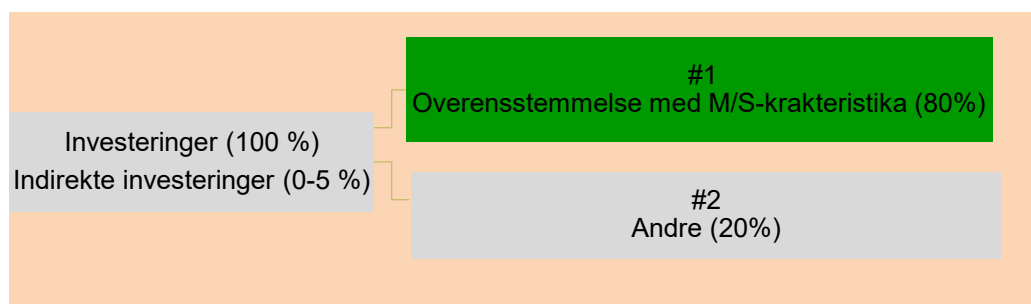 #1
Overensstemmelse med M/S-krakteristika (80%)
Investeringer (100 %)
Indirekte investeringer (0-5 %)
#2
Andre (20%)